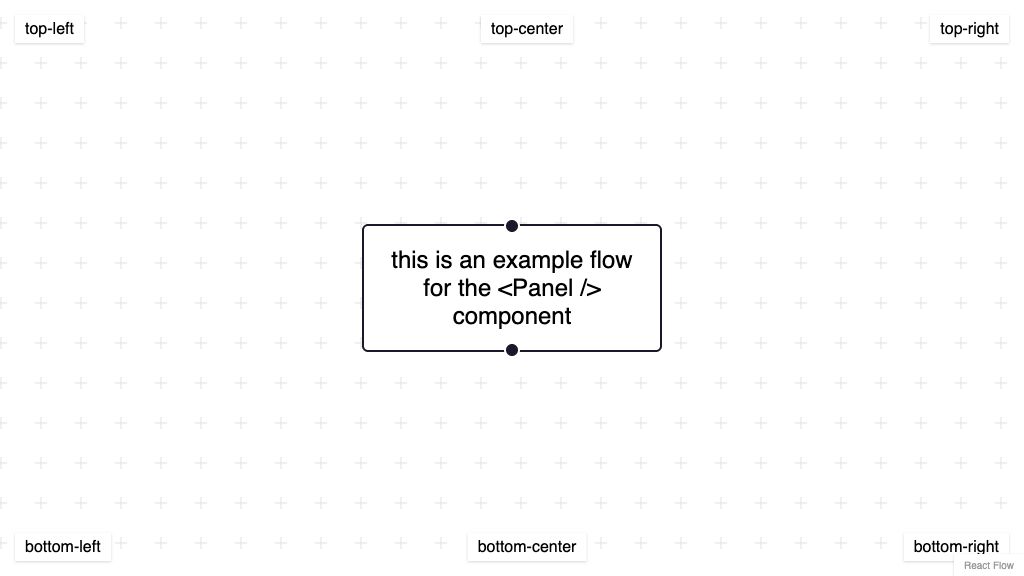 top-left
top-center
top-right
this is an example flow
for the <Panel />
component
bottom-left
bottom-center
bottom-right
React Flow